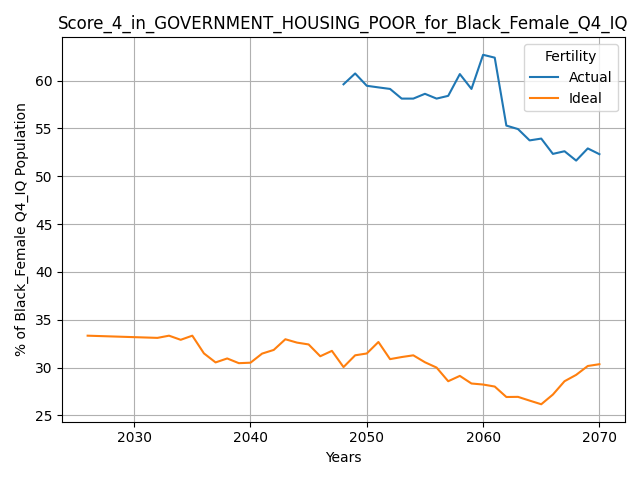 Score_4_in_GOVERNMENT_HOUSING_POOR_for_Black_Female_Q4_IQ
Fertility
Actual
Ideal
% of Black_Female Q4_IQ Population
60
55
50
45
40
35
30
25
2030
2040
2050
2060
2070
Years